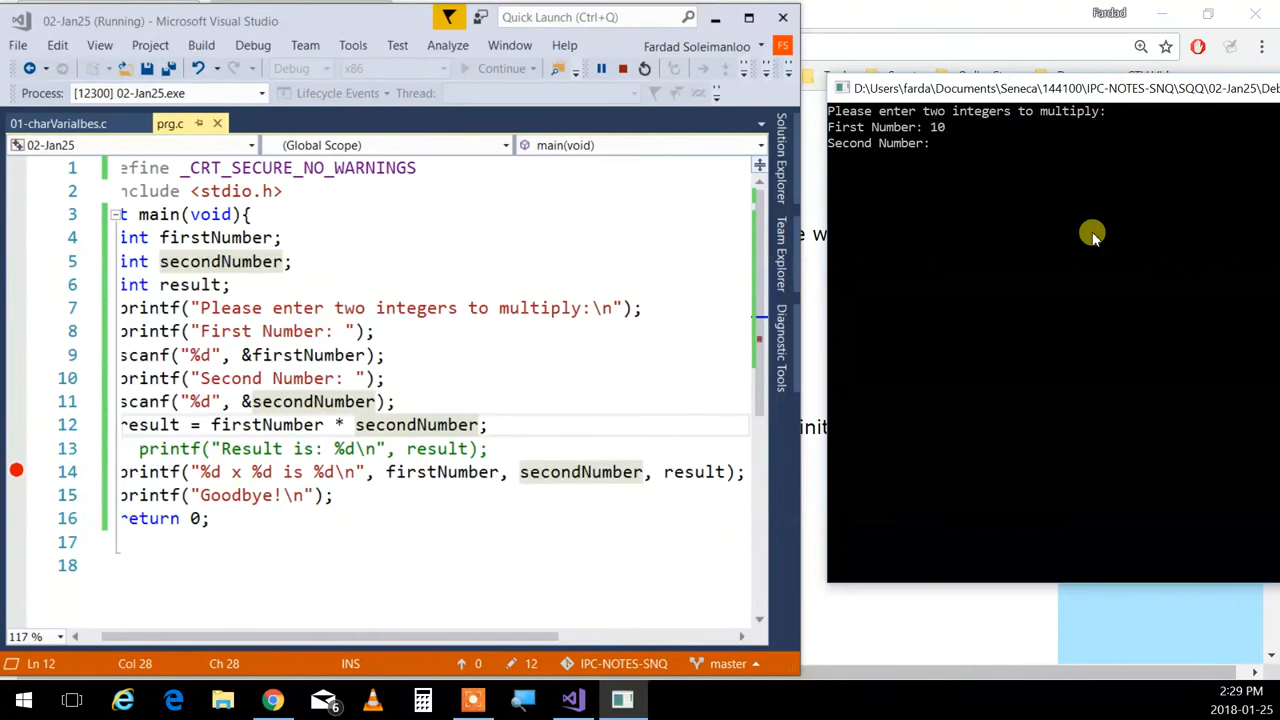 02-Jan25 (Running) - Microsoft Visual Studio
Quick Launch (Ctrl+Q)
Fardad
File Edit View Project Build Debug Team Tools Test Analyze Window Help
Fardad Soleimanloo FS
Debug x86 Continue
Process: [12300] 02-Jan25.exe Lifecycle Events Thread:
01-charVarialbes.c prg.c
02-Jan25 (Global Scope) main(void)
1 efine _CRT_SECURE_NO_WARNINGS
2 nclude <stdio.h>
3 t main(void){
4 int firstNumber;
5 int secondNumber;
6 int result;
7 printf("Please enter two integers to multiply:\n");
8 printf("First Number: ");
9 scanf("%d", &firstNumber);
10 printf("Second Number: ");
11 scanf("%d", &secondNumber);
12 result = firstNumber * secondNumber;
13 printf("Result is: %d\n", result);
14 printf("%d x %d is %d\n", firstNumber, secondNumber, result);
15 printf("Goodbye!\n");
16 return 0;
17
18
117 %
Ln 12 Col 28 Ch 28 INS 0 12 IPC-NOTES-SNQ master
Solution Explorer
Team Explorer
Diagnostic Tools
D:\Users\farda\Documents\Seneca\144100\IPC-NOTES-SNQ\SQQ\02-Jan25\Deb
Please enter two integers to multiply:
First Number: 10
Second Number:
e w
init
6
2:29 PM
2018-01-25